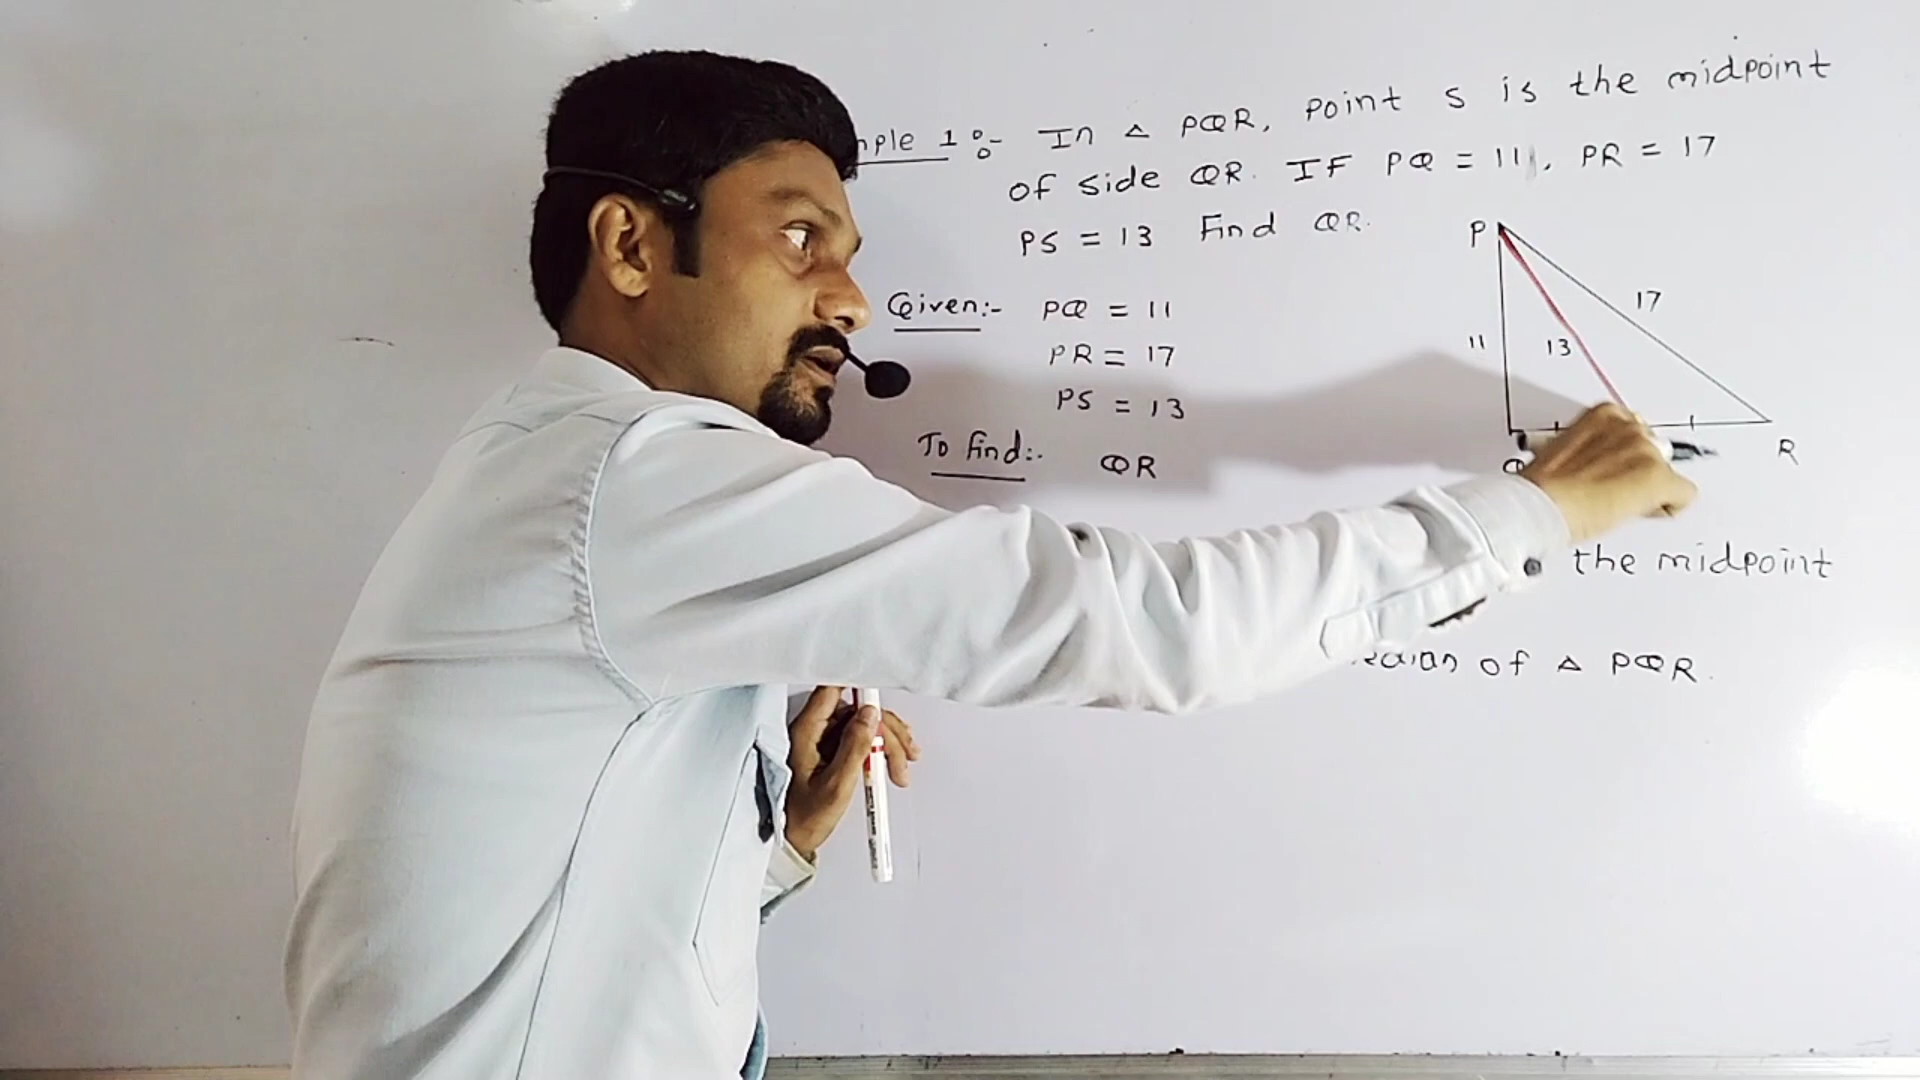 1:- In △ PQR, point S is the midpoint
of side QR. IF PQ = 11, PR = 17
PS = 13 Find QR.
Given:- PQ = 11
PR = 17
PS = 13
To find:- QR
P
17
11
13
Q
R
the midpoint
of △ PQR.